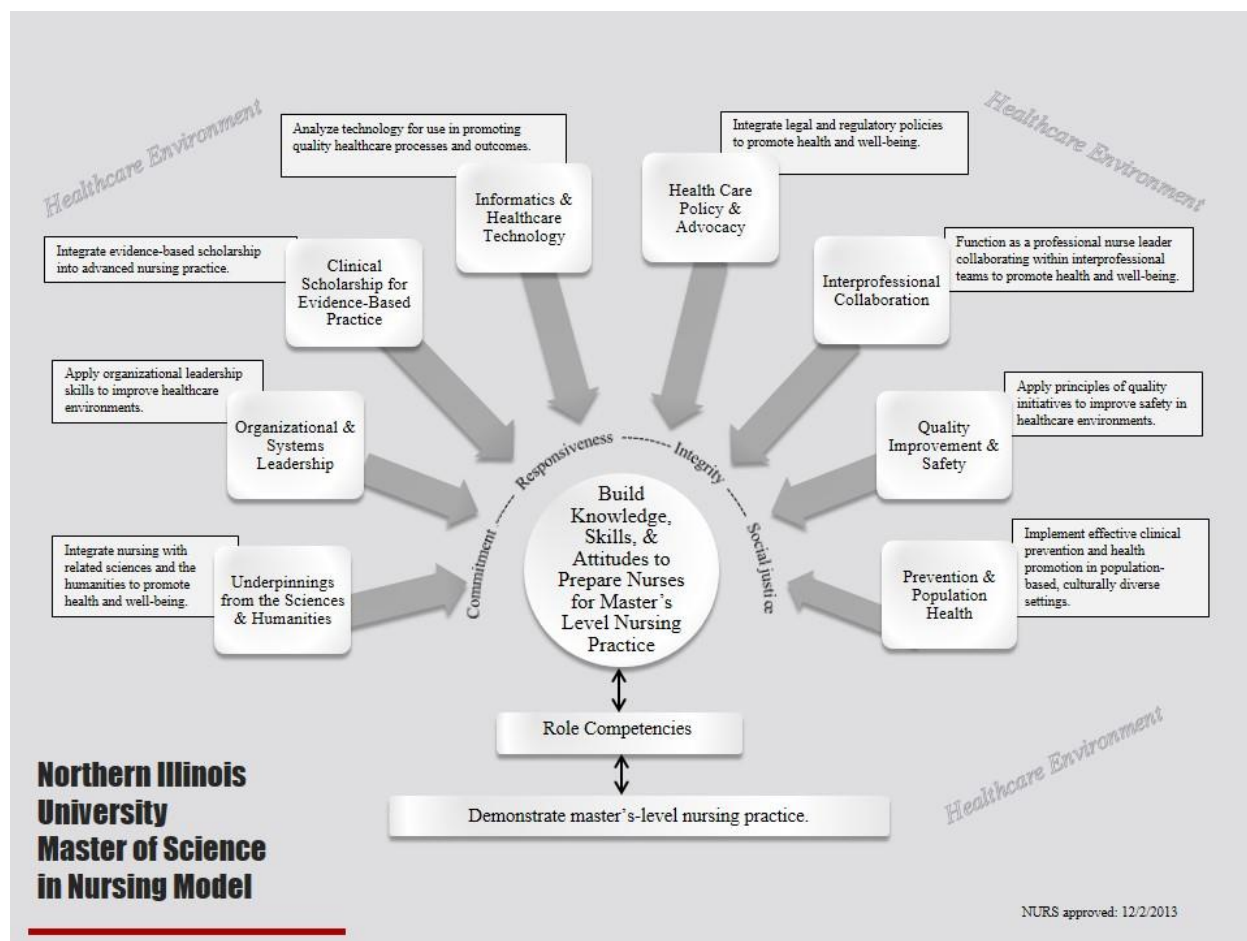 Healthcare Environment
Healthcare Environment
Analyze technology for use in promoting
quality healthcare processes and outcomes.
Informatics &
Healthcare
Technology
Integrate legal and regulatory policies
to promote health and well-being.
Health Care
Policy &
Advocacy
Integrate evidence-based scholarship
into advanced nursing practice.
Clinical
Scholarship for
Evidence-Based
Practice
Interprofessional
Collaboration
Function as a professional nurse leader
collaborating within interprofessional
teams to promote health and well-being.
Apply organizational leadership
skills to improve healthcare
environments.
Organizational &
Systems
Leadership
Quality
Improvement &
Safety
Apply principles of quality
initiatives to improve safety in
healthcare environments.
Integrate nursing with
related sciences and the
humanities to promote
health and well-being.
Underpinnings
from the Sciences
& Humanities
Prevention &
Population
Health
Implement effective clinical
prevention and health
promotion in population-
based, culturally diverse
settings.
Commitment ----- Responsiveness -------- Integrity ------ Social justice
Build
Knowledge,
Skills, &
Attitudes to
Prepare Nurses
for Master’s
Level Nursing
Practice
Role Competencies
Demonstrate master’s-level nursing practice.
Healthcare Environment
Northern Illinois
University
Master of Science
in Nursing Model
NURS approved: 12/2/2013